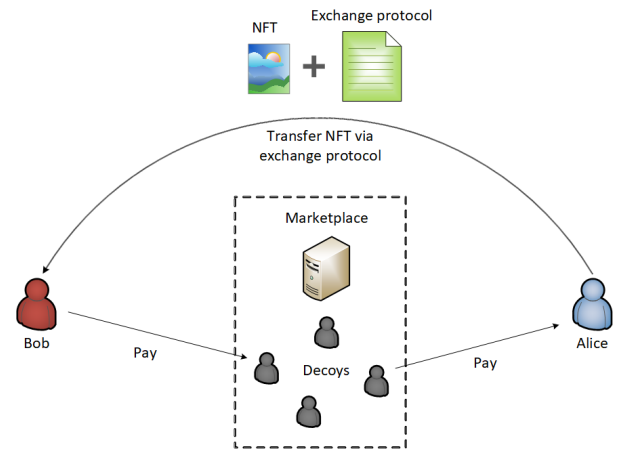 Exchange protocol
NFT
Transfer NFT via
exchange protocol
Marketplace
Bob
Pay
Decoys
Pay
Alice